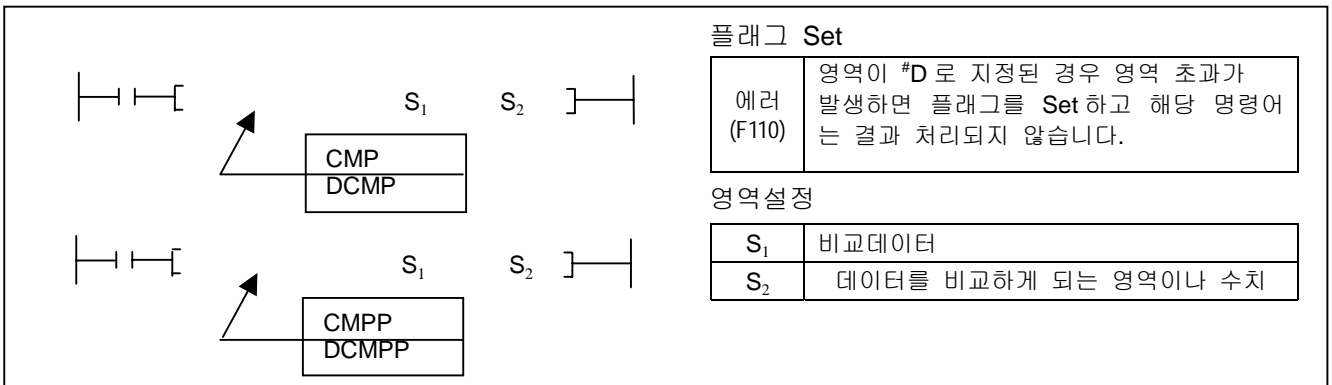 S₁ S₂
CMP
DCMP
S₁ S₂
CMPP
DCMPP
플래그 Set
에러
(F110)
영역이 #D 로 지정된 경우 영역 초과가
발생하면 플래그를 Set 하고 해당 명령어
는 결과 처리되지 않습니다.
영역설정
S₁ 비교데이터
S₂ 데이터를 비교하게 되는 영역이나 수치